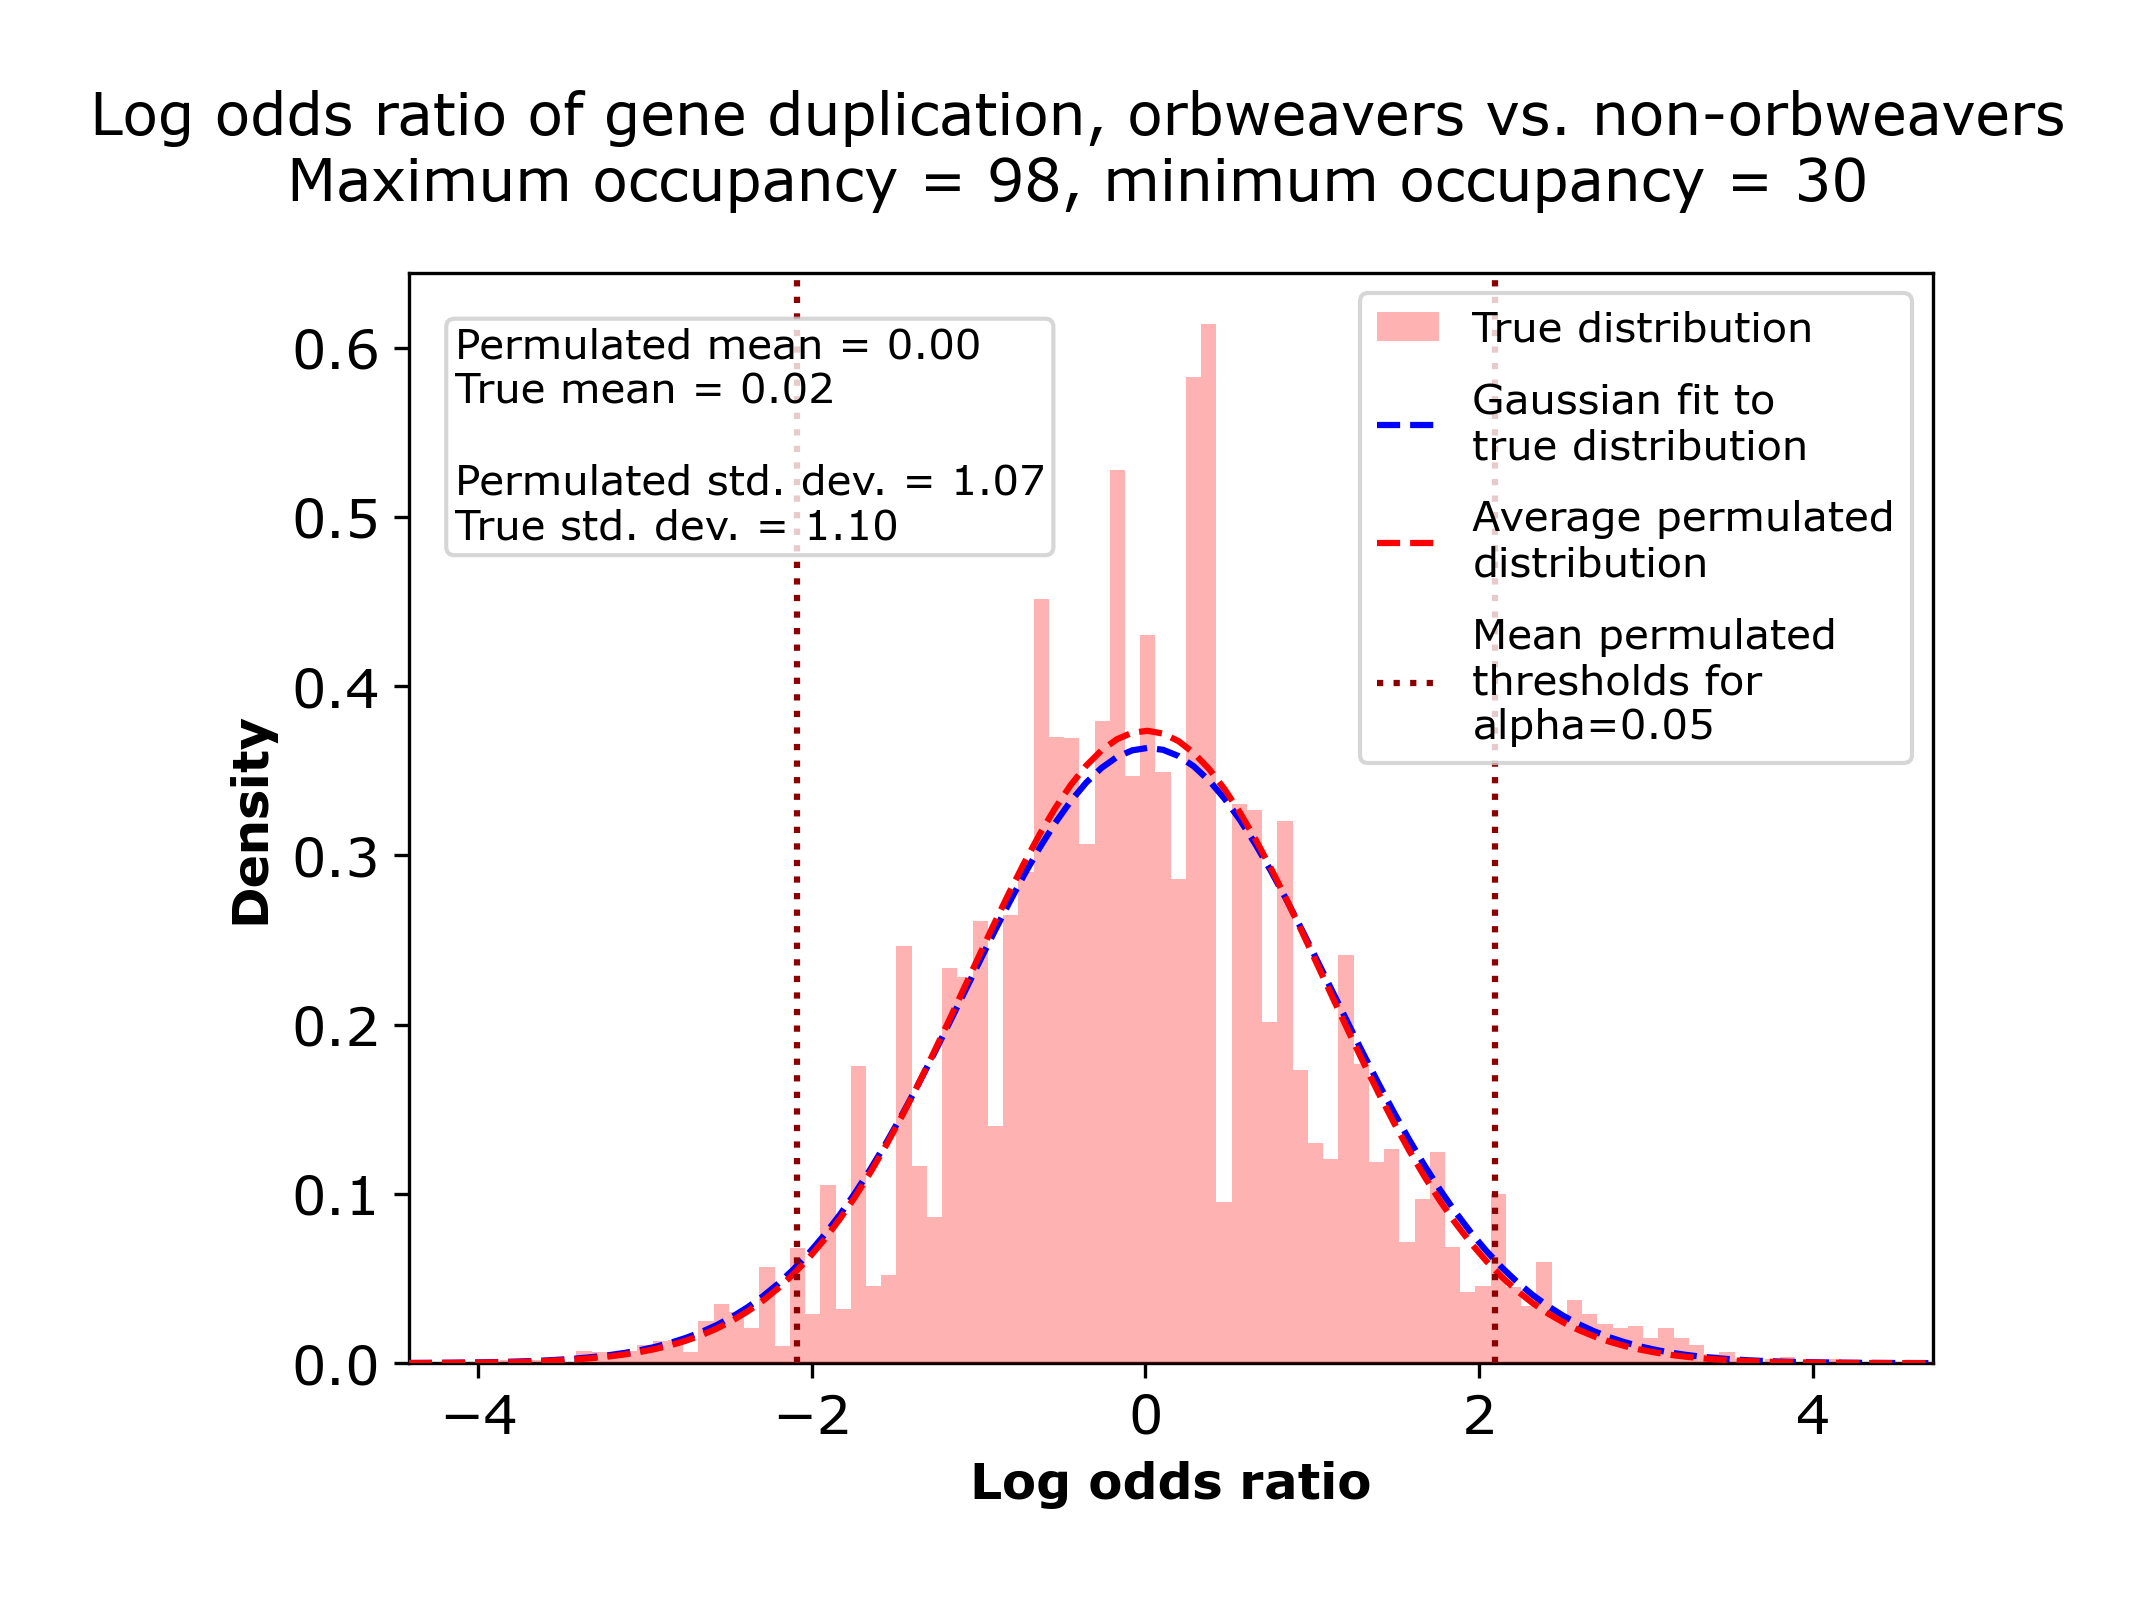 Log odds ratio of gene duplication, orbweavers vs. non-orbweavers
Maximum occupancy = 98, minimum occupancy = 30
Permulated mean = 0.00
True mean = 0.02
Permulated std. dev. = 1.07
True std. dev. = 1.10
True distribution
Gaussian fit to
true distribution
Average permulated
distribution
Mean permulated
thresholds for
alpha=0.05
0.6
0.5
0.4
0.3
0.2
0.1
0.0
Density
−4
−2
0
2
4
Log odds ratio